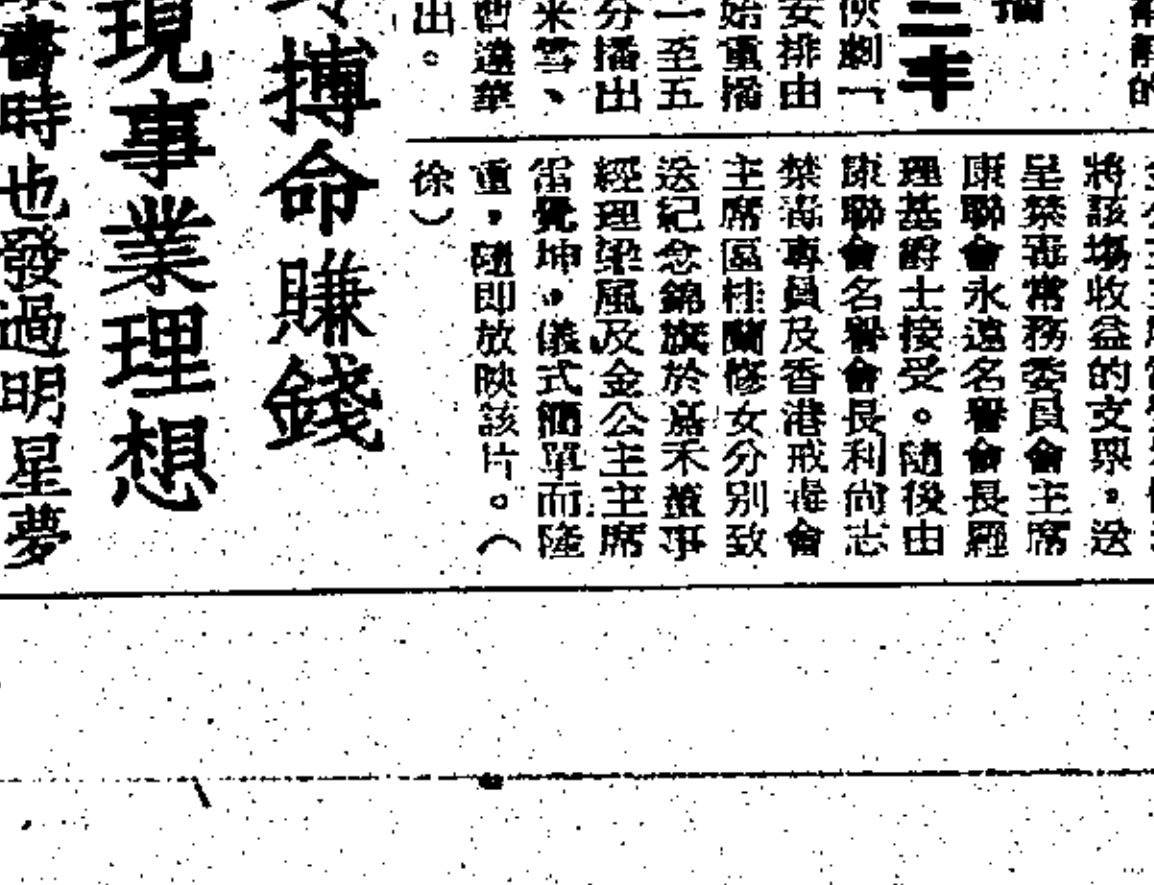 三丰
俠劇一
安排由
始重播
一至五
分播出
米雪、
曹達華
出。
將該場收益的支票，送
呈禁毒常務委員會主席
康聯會永遠名譽會長羅
理基爵士接受。隨後由
康聯會名譽會長利尚志
禁毒專員及香港戒毒會
主席區桂蘭修女分別致
送紀念錦旗於嘉禾董事
經理梁風及金公主主席
雷覺坤，儀式簡單而隆
重，隨即放映該片。（
徐）
搏命賺錢
現事業理想
書時也發過明星夢